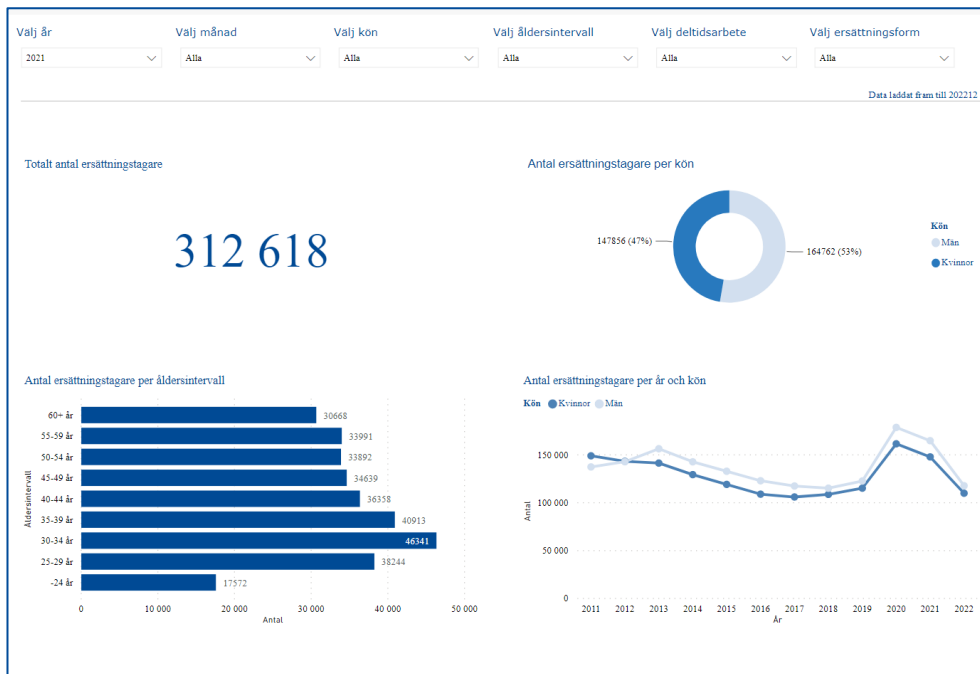 Välj år
Välj månad
Välj kön
Välj åldersintervall
Välj deltidsarbete
Välj ersättningsform
2021
Alla
Alla
Alla
Alla
Alla
Data laddat fram till 202212
Totalt antal ersättningstagare
312 618
Antal ersättningstagare per kön
147856 (47%)
164762 (53%)
Kön
Män
Kvinnor
Antal ersättningstagare per åldersintervall
Åldersintervall
60+ år
30668
55-59 år
33991
50-54 år
33892
45-49 år
34639
40-44 år
36358
35-39 år
40913
30-34 år
46341
25-29 år
38244
-24 år
17572
0
10 000
20 000
30 000
40 000
50 000
Antal
Antal ersättningstagare per år och kön
Kön Kvinnor Män
Antal
150 000
100 000
50 000
0
2011 2012 2013 2014 2015 2016 2017 2018 2019 2020 2021 2022
År